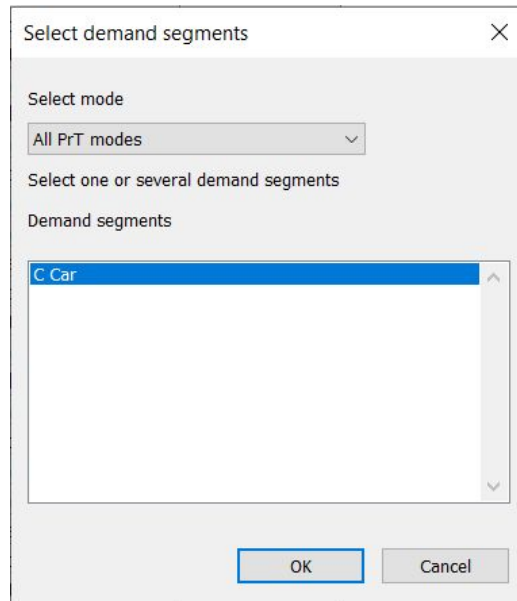 Select demand segments
Select mode
All PrT modes
Select one or several demand segments
Demand segments
C Car
OK
Cancel